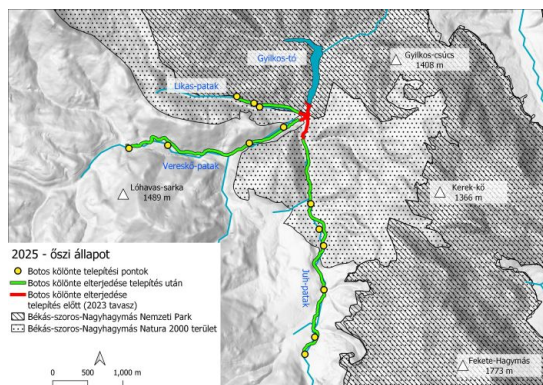 Gyilkos-tó
Gyilkos-csúcs
1408 m
Likas-patak
Vereskő-patak
Lóhavas-sarka
1489 m
Kerek-kő
1366 m
Juh-patak
Fekete-Hagymás
1773 m
2025 - őszi állapot
Botos kölönte telepítési pontok
Botos kölönte elterjedése telepítés után
Botos kölönte elterjedése
telepítés előtt (2023 tavasz)
Békás-szoros-Nagyhagymás Nemzeti Park
Békás-szoros-Nagyhagymás Natura 2000 terület
0 500 1,000 m